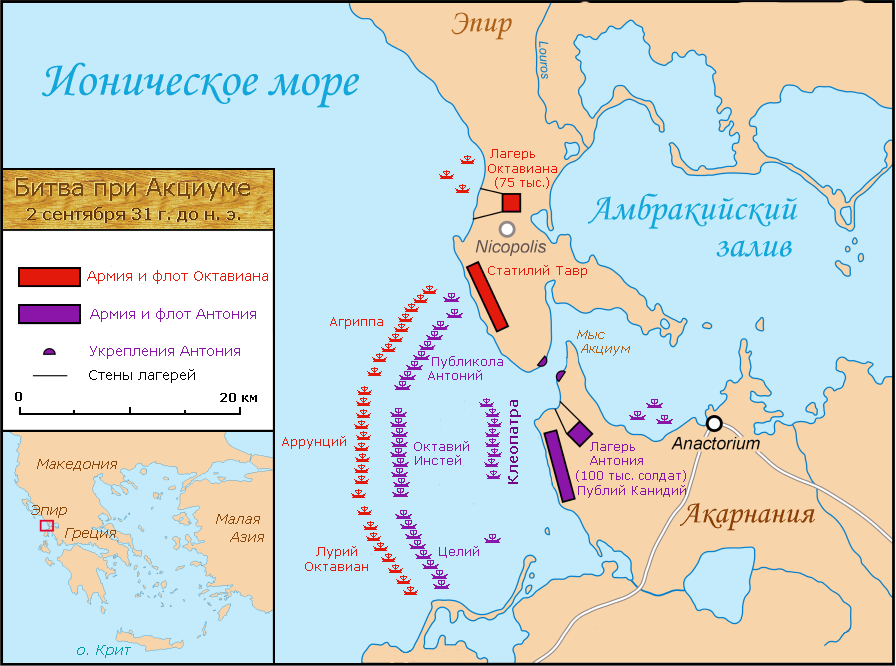 Эпир
Louros
Ионическое море
Лагерь
Октавиана
(75 тыс.)
Битва при Акциуме
2 сентября 31 г. до н. э.
Амбракийский
залив
Nicopolis
Статилий Тавр
Армия и флот Октавиана
Армия и флот Антония
Укрепления Антония
Стены лагерей
0
20 км
Агриппа
Публикола
Антоний
Мыс
Акциум
Клеопатра
Аррунций
Октавий
Инстей
Anactorium
Лагерь
Антония
(100 тыс. солдат)
Публий Канидий
Акарнания
Лурий
Октавиан
Целий
Македония
Эпир
Греция
Малая
Азия
о. Крит